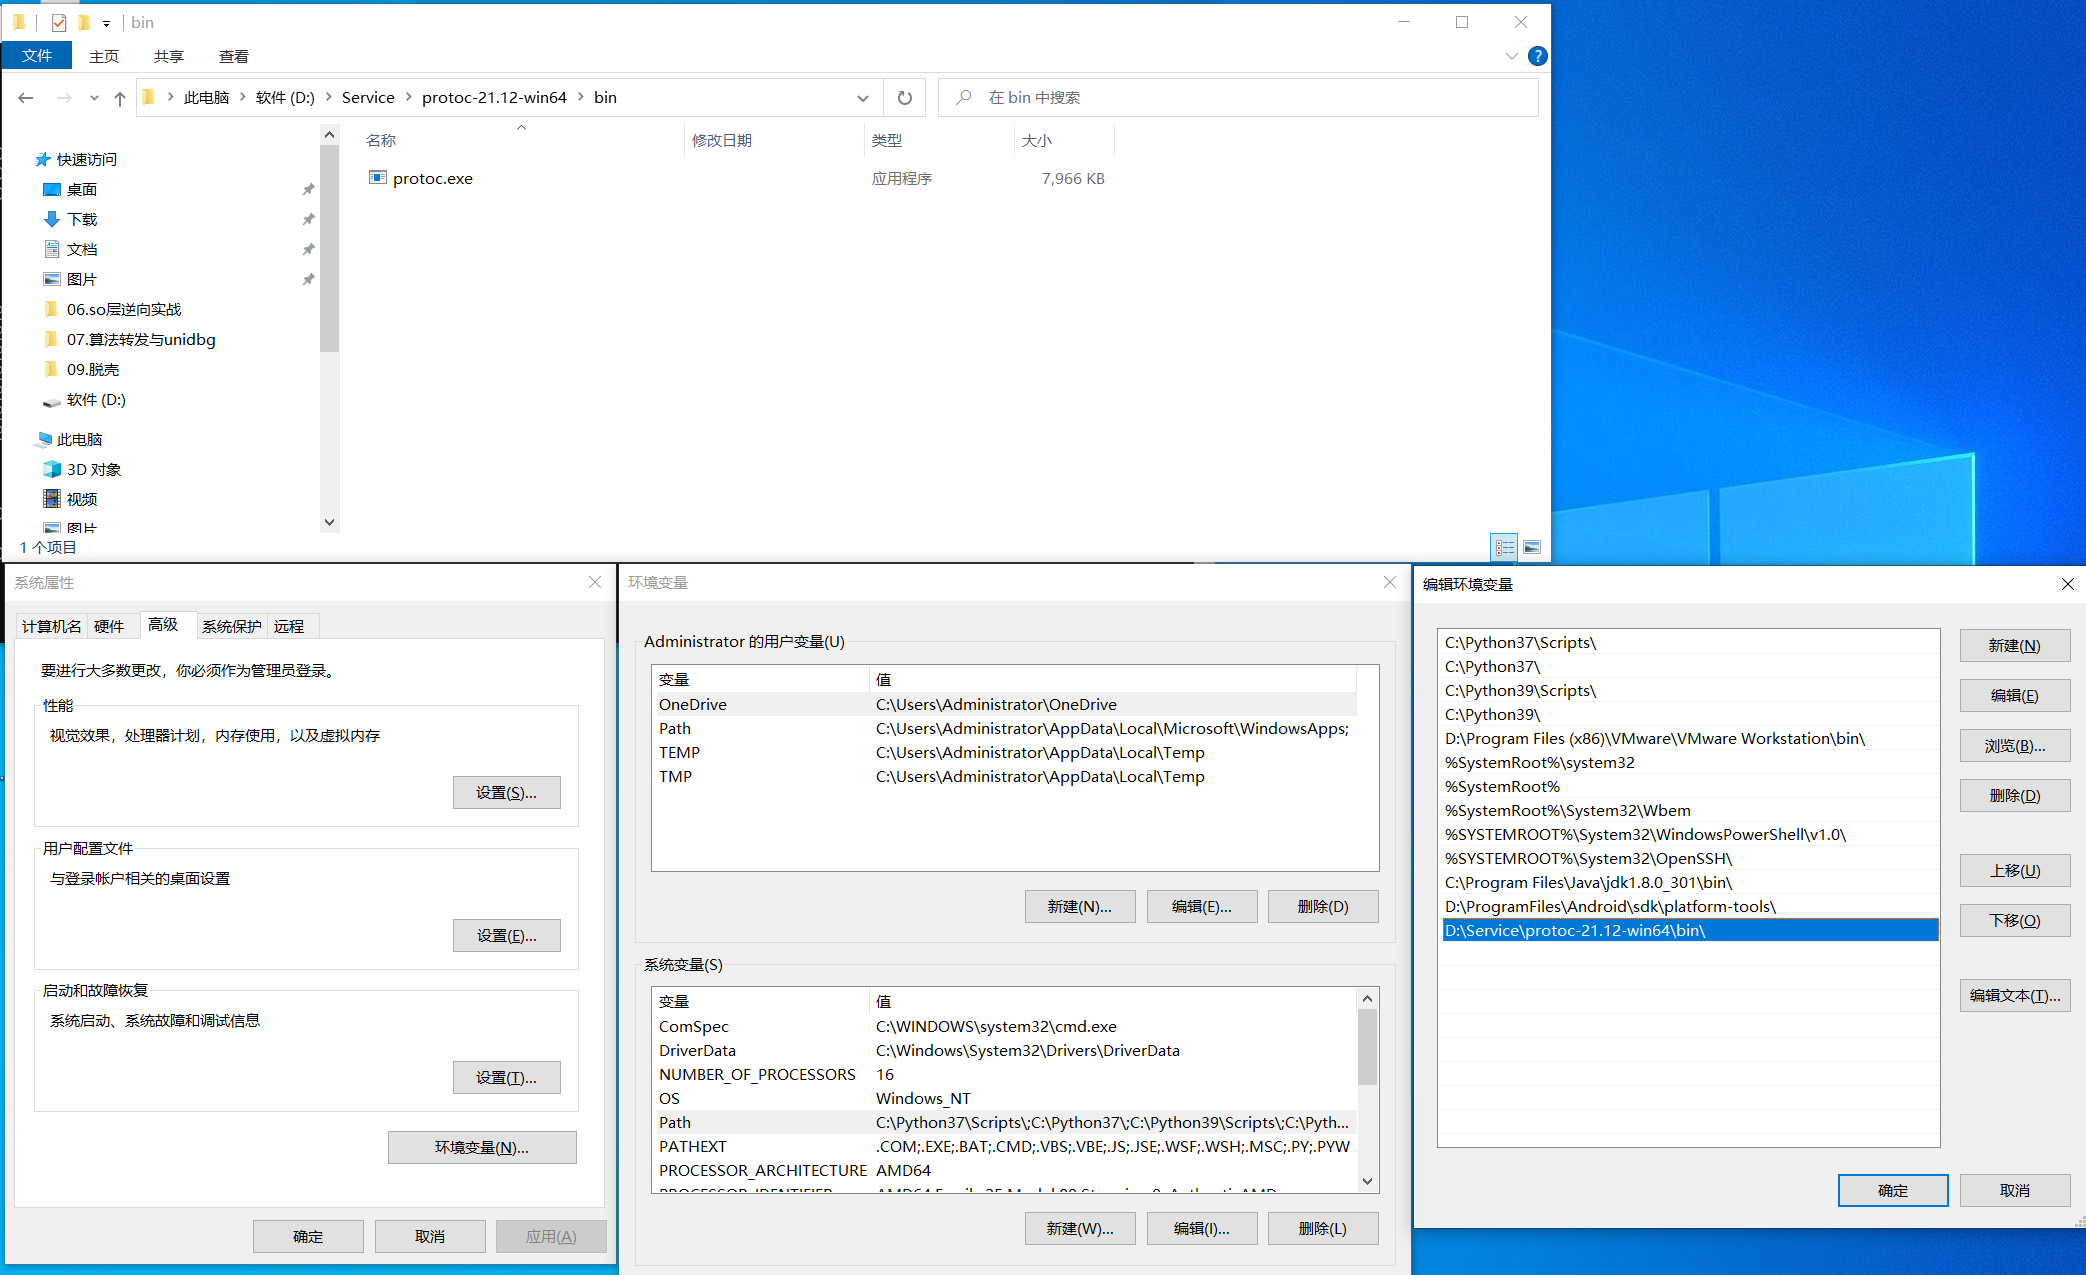 bin
文件 主页 共享 查看
此电脑 软件 (D:) Service protoc-21.12-win64 bin
在 bin 中搜索
名称 修改日期 类型 大小
protoc.exe 应用程序 7,966 KB
快速访问
桌面
下载
文档
图片
06.so层逆向实战
07.算法转发与unidbg
09.脱壳
软件 (D:)
此电脑
3D 对象
视频
图片
1 个项目
系统属性
计算机名 硬件 高级 系统保护 远程
要进行大多数更改，你必须作为管理员登录。
性能
视觉效果，处理器计划，内存使用，以及虚拟内存
设置(S)...
用户配置文件
与登录帐户相关的桌面设置
设置(E)...
启动和故障恢复
系统启动、系统故障和调试信息
设置(T)...
环境变量(N)...
确定 取消 应用(A)
环境变量
Administrator 的用户变量(U)
变量 值
OneDrive C:\Users\Administrator\OneDrive
Path C:\Users\Administrator\AppData\Local\Microsoft\WindowsApps;
TEMP C:\Users\Administrator\AppData\Local\Temp
TMP C:\Users\Administrator\AppData\Local\Temp
新建(N)... 编辑(E)... 删除(D)
系统变量(S)
变量 值
ComSpec C:\WINDOWS\system32\cmd.exe
DriverData C:\Windows\System32\Drivers\DriverData
NUMBER_OF_PROCESSORS 16
OS Windows_NT
Path C:\Python37\Scripts\;C:\Python37\;C:\Python39\Scripts\;C:\Pyth...
PATHEXT .COM;.EXE;.BAT;.CMD;.VBS;.VBE;.JS;.JSE;.WSF;.WSH;.MSC;.PY;.PYW
PROCESSOR_ARCHITECTURE AMD64
新建(W)... 编辑(I)... 删除(L)
编辑环境变量
C:\Python37\Scripts\
C:\Python37\
C:\Python39\Scripts\
C:\Python39\
D:\Program Files (x86)\VMware\VMware Workstation\bin\
%SystemRoot%\system32
%SystemRoot%
%SystemRoot%\System32\Wbem
%SYSTEMROOT%\System32\WindowsPowerShell\v1.0\
%SYSTEMROOT%\System32\OpenSSH\
C:\Program Files\Java\jdk1.8.0_301\bin\
D:\ProgramFiles\Android\sdk\platform-tools\
D:\Service\protoc-21.12-win64\bin\
新建(N)
编辑(E)
浏览(B)...
删除(D)
上移(U)
下移(O)
编辑文本(T)...
确定 取消